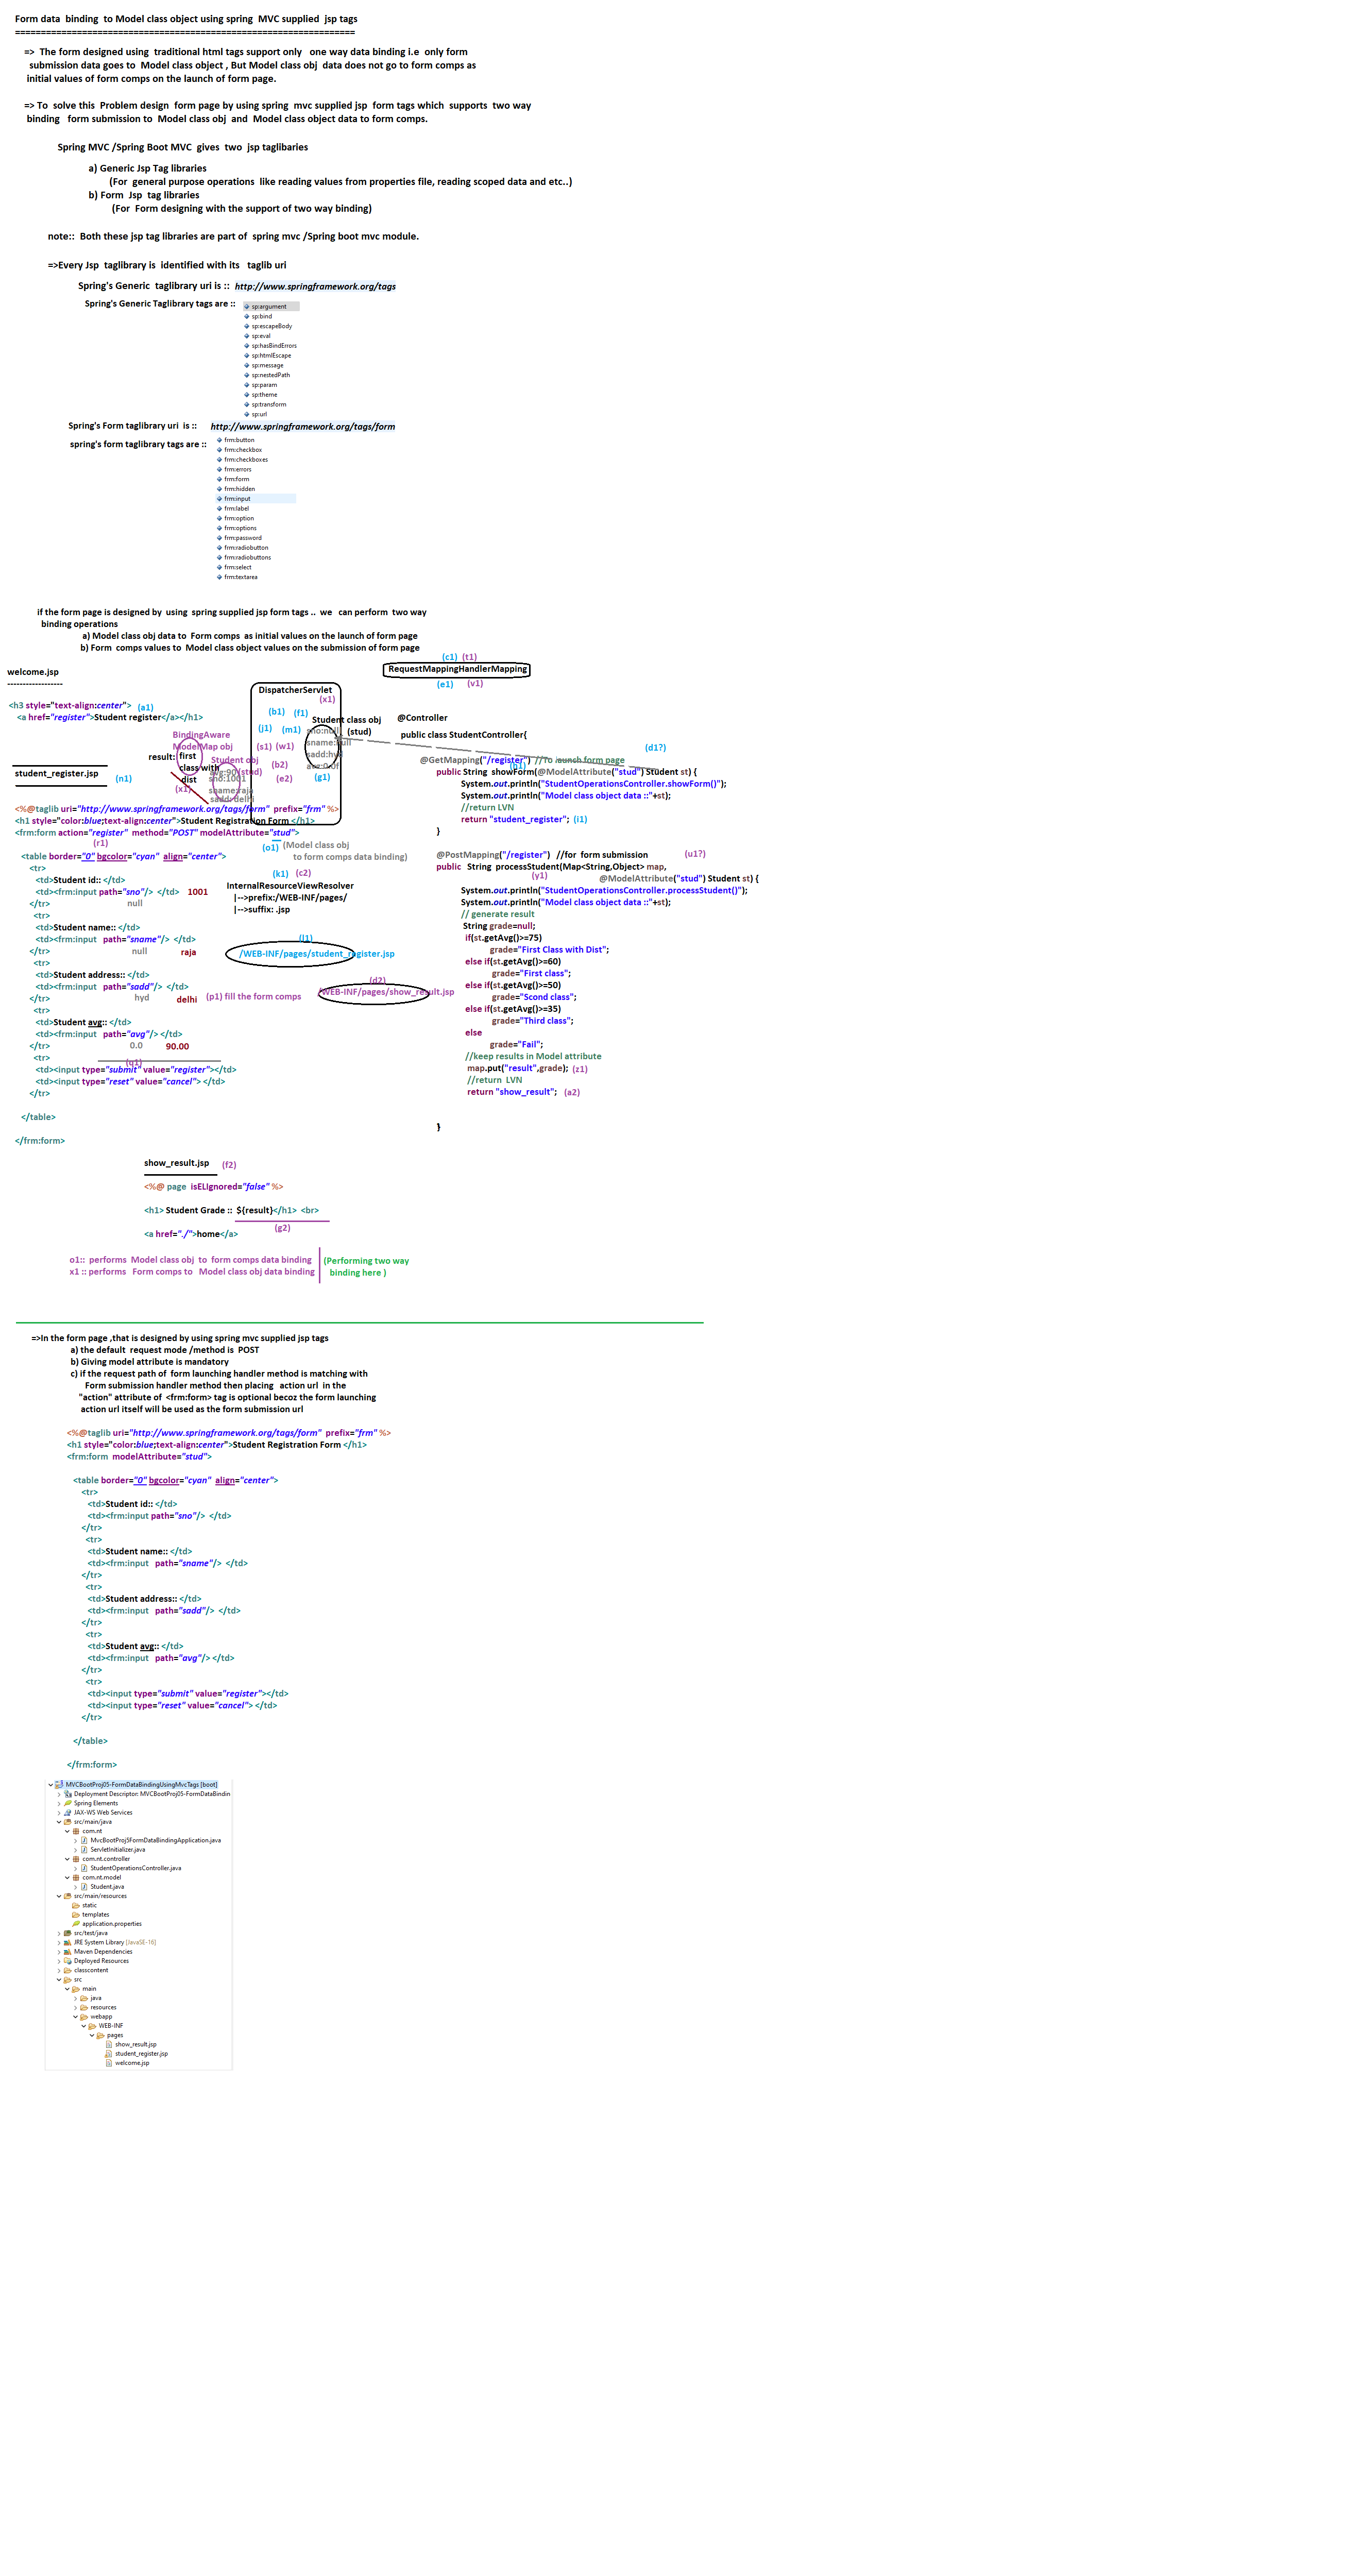 Form data binding to Model class object using spring MVC supplied jsp tags
==================================================================
=> The form designed using traditional html tags support only one way data binding i.e only form
submission data goes to Model class object , But Model class obj data does not go to form comps as
initial values of form comps on the launch of form page.
=> To solve this Problem design form page by using spring mvc supplied jsp form tags which supports two way
binding form submission to Model class obj and Model class object data to form comps.
Spring MVC /Spring Boot MVC gives two jsp taglibaries
a) Generic Jsp Tag libraries
(For general purpose operations like reading values from properties file, reading scoped data and etc..)
b) Form Jsp tag libraries
(For Form designing with the support of two way binding)
note:: Both these jsp tag libraries are part of spring mvc /Spring boot mvc module.
=>Every Jsp taglibrary is identified with its taglib uri
Spring's Generic taglibrary uri is :: http://www.springframework.org/tags
Spring's Generic Taglibrary tags are ::
sp:argument
sp:bind
sp:escapeBody
sp:eval
sp:hasBindErrors
sp:htmlEscape
sp:message
sp:nestedPath
sp:param
sp:theme
sp:transform
sp:url
Spring's Form taglibrary uri is :: http://www.springframework.org/tags/form
spring's form taglibrary tags are ::
frm:button
frm:checkbox
frm:checkboxes
frm:errors
frm:form
frm:hidden
frm:input
frm:label
frm:option
frm:options
frm:password
frm:radiobutton
frm:radiobuttons
frm:select
frm:textarea
if the form page is designed by using spring supplied jsp form tags .. we can perform two way
binding operations
a) Model class obj data to Form comps as initial values on the launch of form page
b) Form comps values to Model class object values on the submission of form page
(c1) (t1)
RequestMappingHandlerMapping
(e1) (v1)
welcome.jsp
------------------
<h3 style="text-align:center"> (a1)
<a href="register">Student register</a></h1>
DispatcherServlet
(x1)
(b1) (f1)
(j1) (m1)
(s1) (w1)
(b2)
(e2) (g1)
Student class obj
(stud)
sno:null
sname:null
sadd:hyd
avg:0.0f
BindingAware
ModelMap obj
result: first
class with
dist
(x1)
Student obj
(stud)
avg:90
sno:1001
sname:raja
sadd: delhi
student_register.jsp (n1)
<%@taglib uri="http://www.springframework.org/tags/form" prefix="frm" %>
<h1 style="color:blue;text-align:center">Student Registration Form </h1>
<frm:form action="register" method="POST" modelAttribute="stud">
(r1)
<table border="0" bgcolor="cyan" align="center">
<tr>
<td>Student id:: </td>
<td><frm:input path="sno"/> </td> 1001
</tr> null
<tr>
<td>Student name:: </td>
<td><frm:input path="sname"/> </td>
</tr> null raja
<tr>
<td>Student address:: </td>
<td><frm:input path="sadd"/> </td>
</tr> hyd delhi (p1) fill the form comps
<tr>
<td>Student avg:: </td>
<td><frm:input path="avg"/> </td>
</tr> 0.0 90.00
<tr> (q1)
<td><input type="submit" value="register"></td>
<td><input type="reset" value="cancel"> </td>
</tr>
</table>
</frm:form>
(o1) (Model class obj
to form comps data binding)
(k1) (c2)
InternalResourceViewResolver
|-->prefix:/WEB-INF/pages/
|-->suffix: .jsp
(l1)
/WEB-INF/pages/student_register.jsp
(d2)
/WEB-INF/pages/show_result.jsp
@Controller
public class StudentController{
(d1?)
@GetMapping("/register") //To launch form page
(h1)
public String showForm(@ModelAttribute("stud") Student st) {
System.out.println("StudentOperationsController.showForm()");
System.out.println("Model class object data ::"+st);
//return LVN
return "student_register"; (i1)
}
@PostMapping("/register") //for form submission (u1?)
public String processStudent(Map<String,Object> map,
(y1) @ModelAttribute("stud") Student st) {
System.out.println("StudentOperationsController.processStudent()");
System.out.println("Model class object data ::"+st);
// generate result
String grade=null;
if(st.getAvg()>=75)
grade="First Class with Dist";
else if(st.getAvg()>=60)
grade="First class";
else if(st.getAvg()>=50)
grade="Scond class";
else if(st.getAvg()>=35)
grade="Third class";
else
grade="Fail";
//keep results in Model attribute
map.put("result",grade); (z1)
//return LVN
return "show_result"; (a2)
}
show_result.jsp (f2)
<%@ page isELIgnored="false" %>
<h1> Student Grade :: ${result}</h1> <br>
(g2)
<a href="./">home</a>
o1:: performs Model class obj to form comps data binding
x1 :: performs Form comps to Model class obj data binding
(Performing two way
binding here )
=>In the form page ,that is designed by using spring mvc supplied jsp tags
a) the default request mode /method is POST
b) Giving model attribute is mandatory
c) if the request path of form launching handler method is matching with
Form submission handler method then placing action url in the
"action" attribute of <frm:form> tag is optional becoz the form launching
action url itself will be used as the form submission url
<%@taglib uri="http://www.springframework.org/tags/form" prefix="frm" %>
<h1 style="color:blue;text-align:center">Student Registration Form </h1>
<frm:form modelAttribute="stud">
<table border="0" bgcolor="cyan" align="center">
<tr>
<td>Student id:: </td>
<td><frm:input path="sno"/> </td>
</tr>
<tr>
<td>Student name:: </td>
<td><frm:input path="sname"/> </td>
</tr>
<tr>
<td>Student address:: </td>
<td><frm:input path="sadd"/> </td>
</tr>
<tr>
<td>Student avg:: </td>
<td><frm:input path="avg"/> </td>
</tr>
<tr>
<td><input type="submit" value="register"></td>
<td><input type="reset" value="cancel"> </td>
</tr>
</table>
</frm:form>
MVCBootProj05-FormDataBindingUsingMvcTags [boot]
Deployment Descriptor: MVCBootProj05-FormDataBindin
Spring Elements
JAX-WS Web Services
src/main/java
com.nt
MvcBootProj5FormDataBindingApplication.java
ServletInitializer.java
com.nt.controller
StudentOperationsController.java
com.nt.model
Student.java
src/main/resources
static
templates
application.properties
src/test/java
JRE System Library [JavaSE-16]
Maven Dependencies
Deployed Resources
classcontent
src
main
java
resources
webapp
WEB-INF
pages
show_result.jsp
student_register.jsp
welcome.jsp